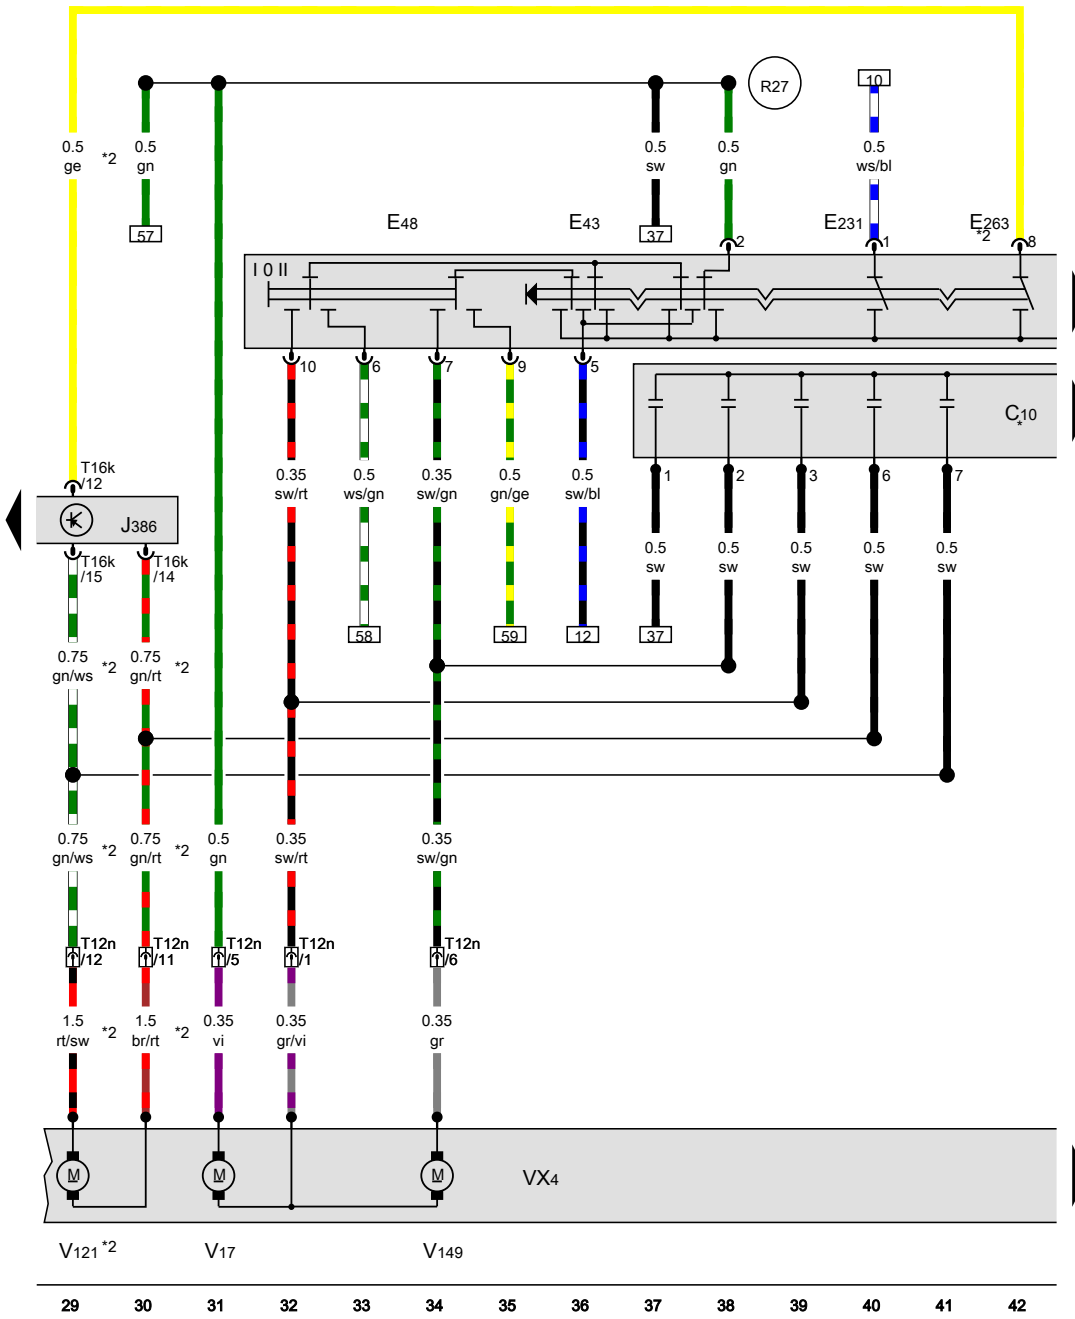 R27
10
0.5
ge
*2
0.5
gn
0.5
sw
0.5
gn
0.5
ws/bl
57
E48
E43
37
2
E231
1
E263
*2
8
I 0 II
10
6
7
9
5
C10
*
T16k
/12
0.35
sw/rt
0.5
ws/gn
0.35
sw/gn
0.5
gn/ge
0.5
sw/bl
1
2
3
6
7
J386
T16k
/15
T16k
/14
0.5
sw
0.5
sw
0.5
sw
0.5
sw
0.5
sw
58
59
12
37
0.75
gn/ws
*2
0.75
gn/rt
*2
0.75
gn/ws
*2
0.75
gn/rt
*2
0.5
gn
0.35
sw/rt
0.35
sw/gn
T12n
/12
T12n
/11
T12n
/5
T12n
/1
T12n
/6
1.5
rt/sw
*2
1.5
br/rt
*2
0.35
vi
0.35
gr/vi
0.35
gr
M
M
M
VX4
V121 *2
V17
V149
29 30 31 32 33 34 35 36 37 38 39 40 41 42